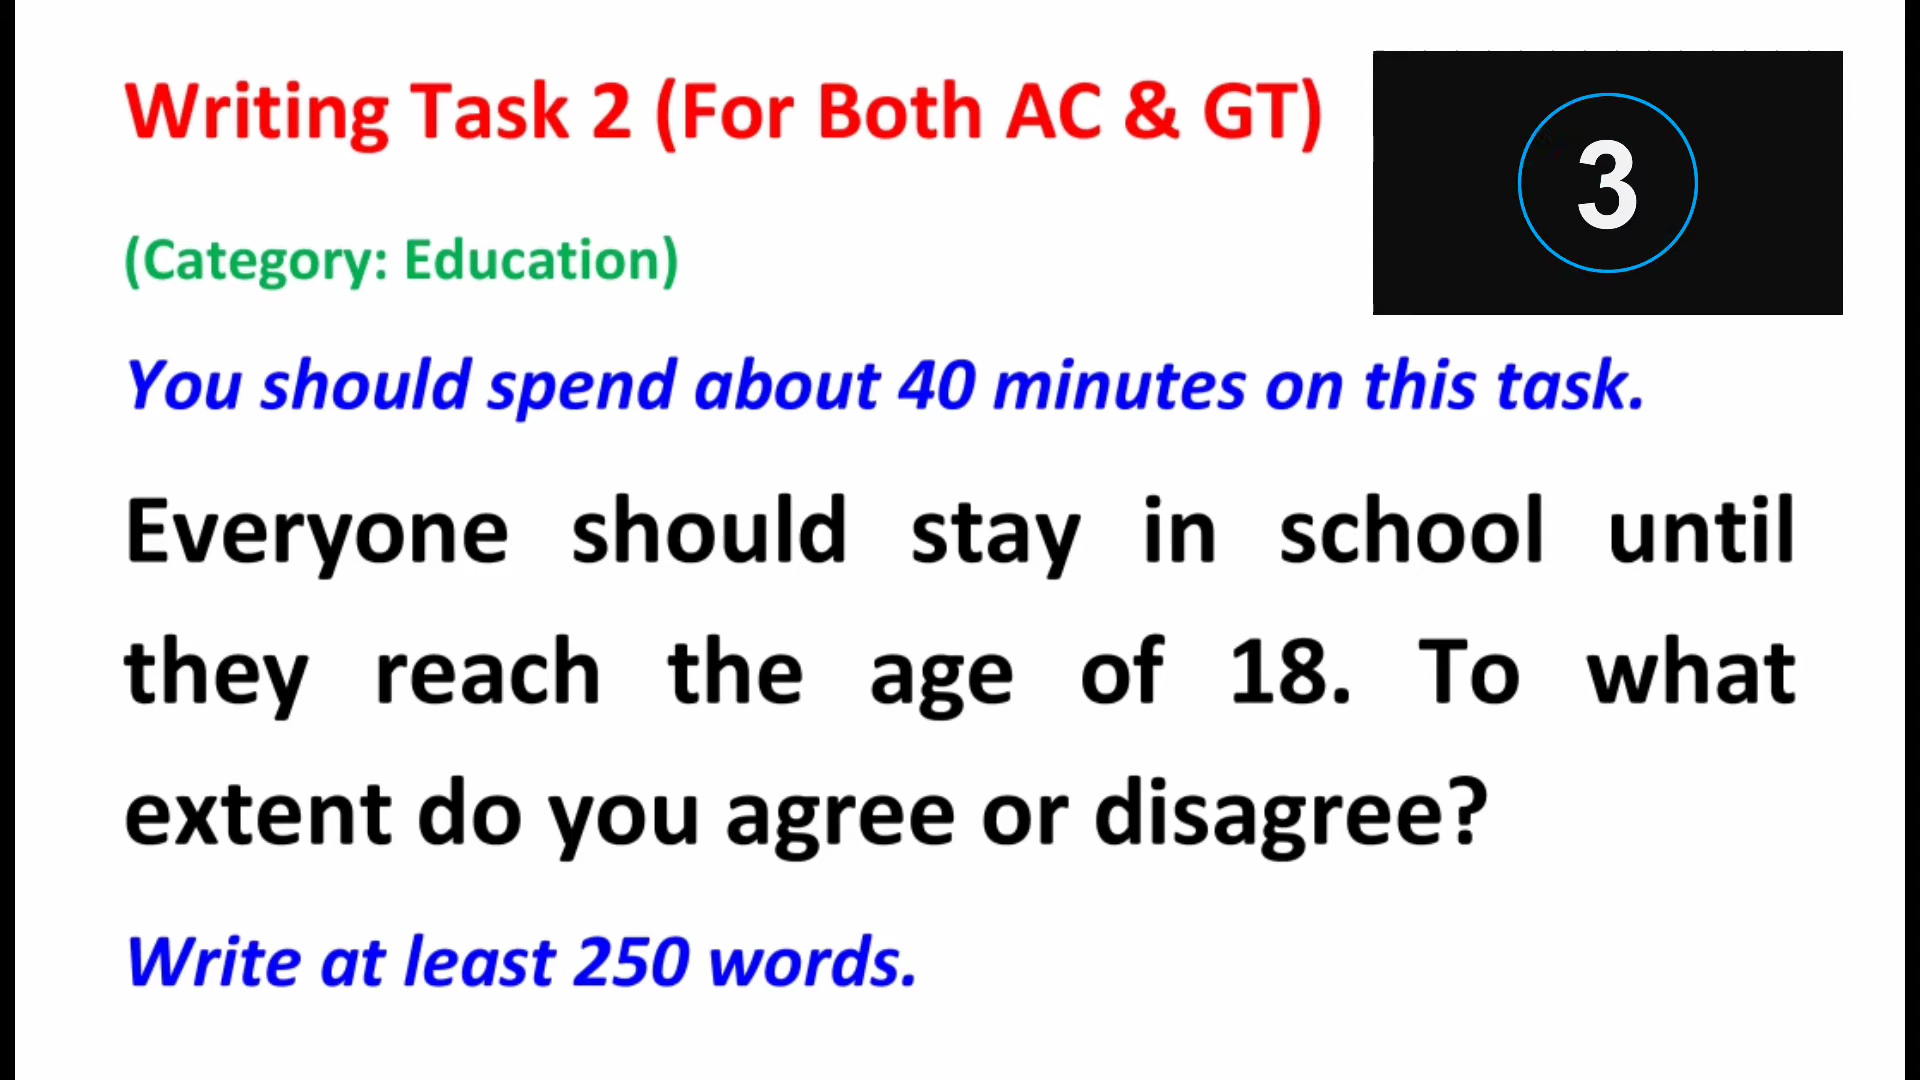 Writing Task 2 (For Both AC & GT)
3
(Category: Education)
You should spend about 40 minutes on this task.
Everyone should stay in school until
they reach the age of 18. To what
extent do you agree or disagree?
Write at least 250 words.